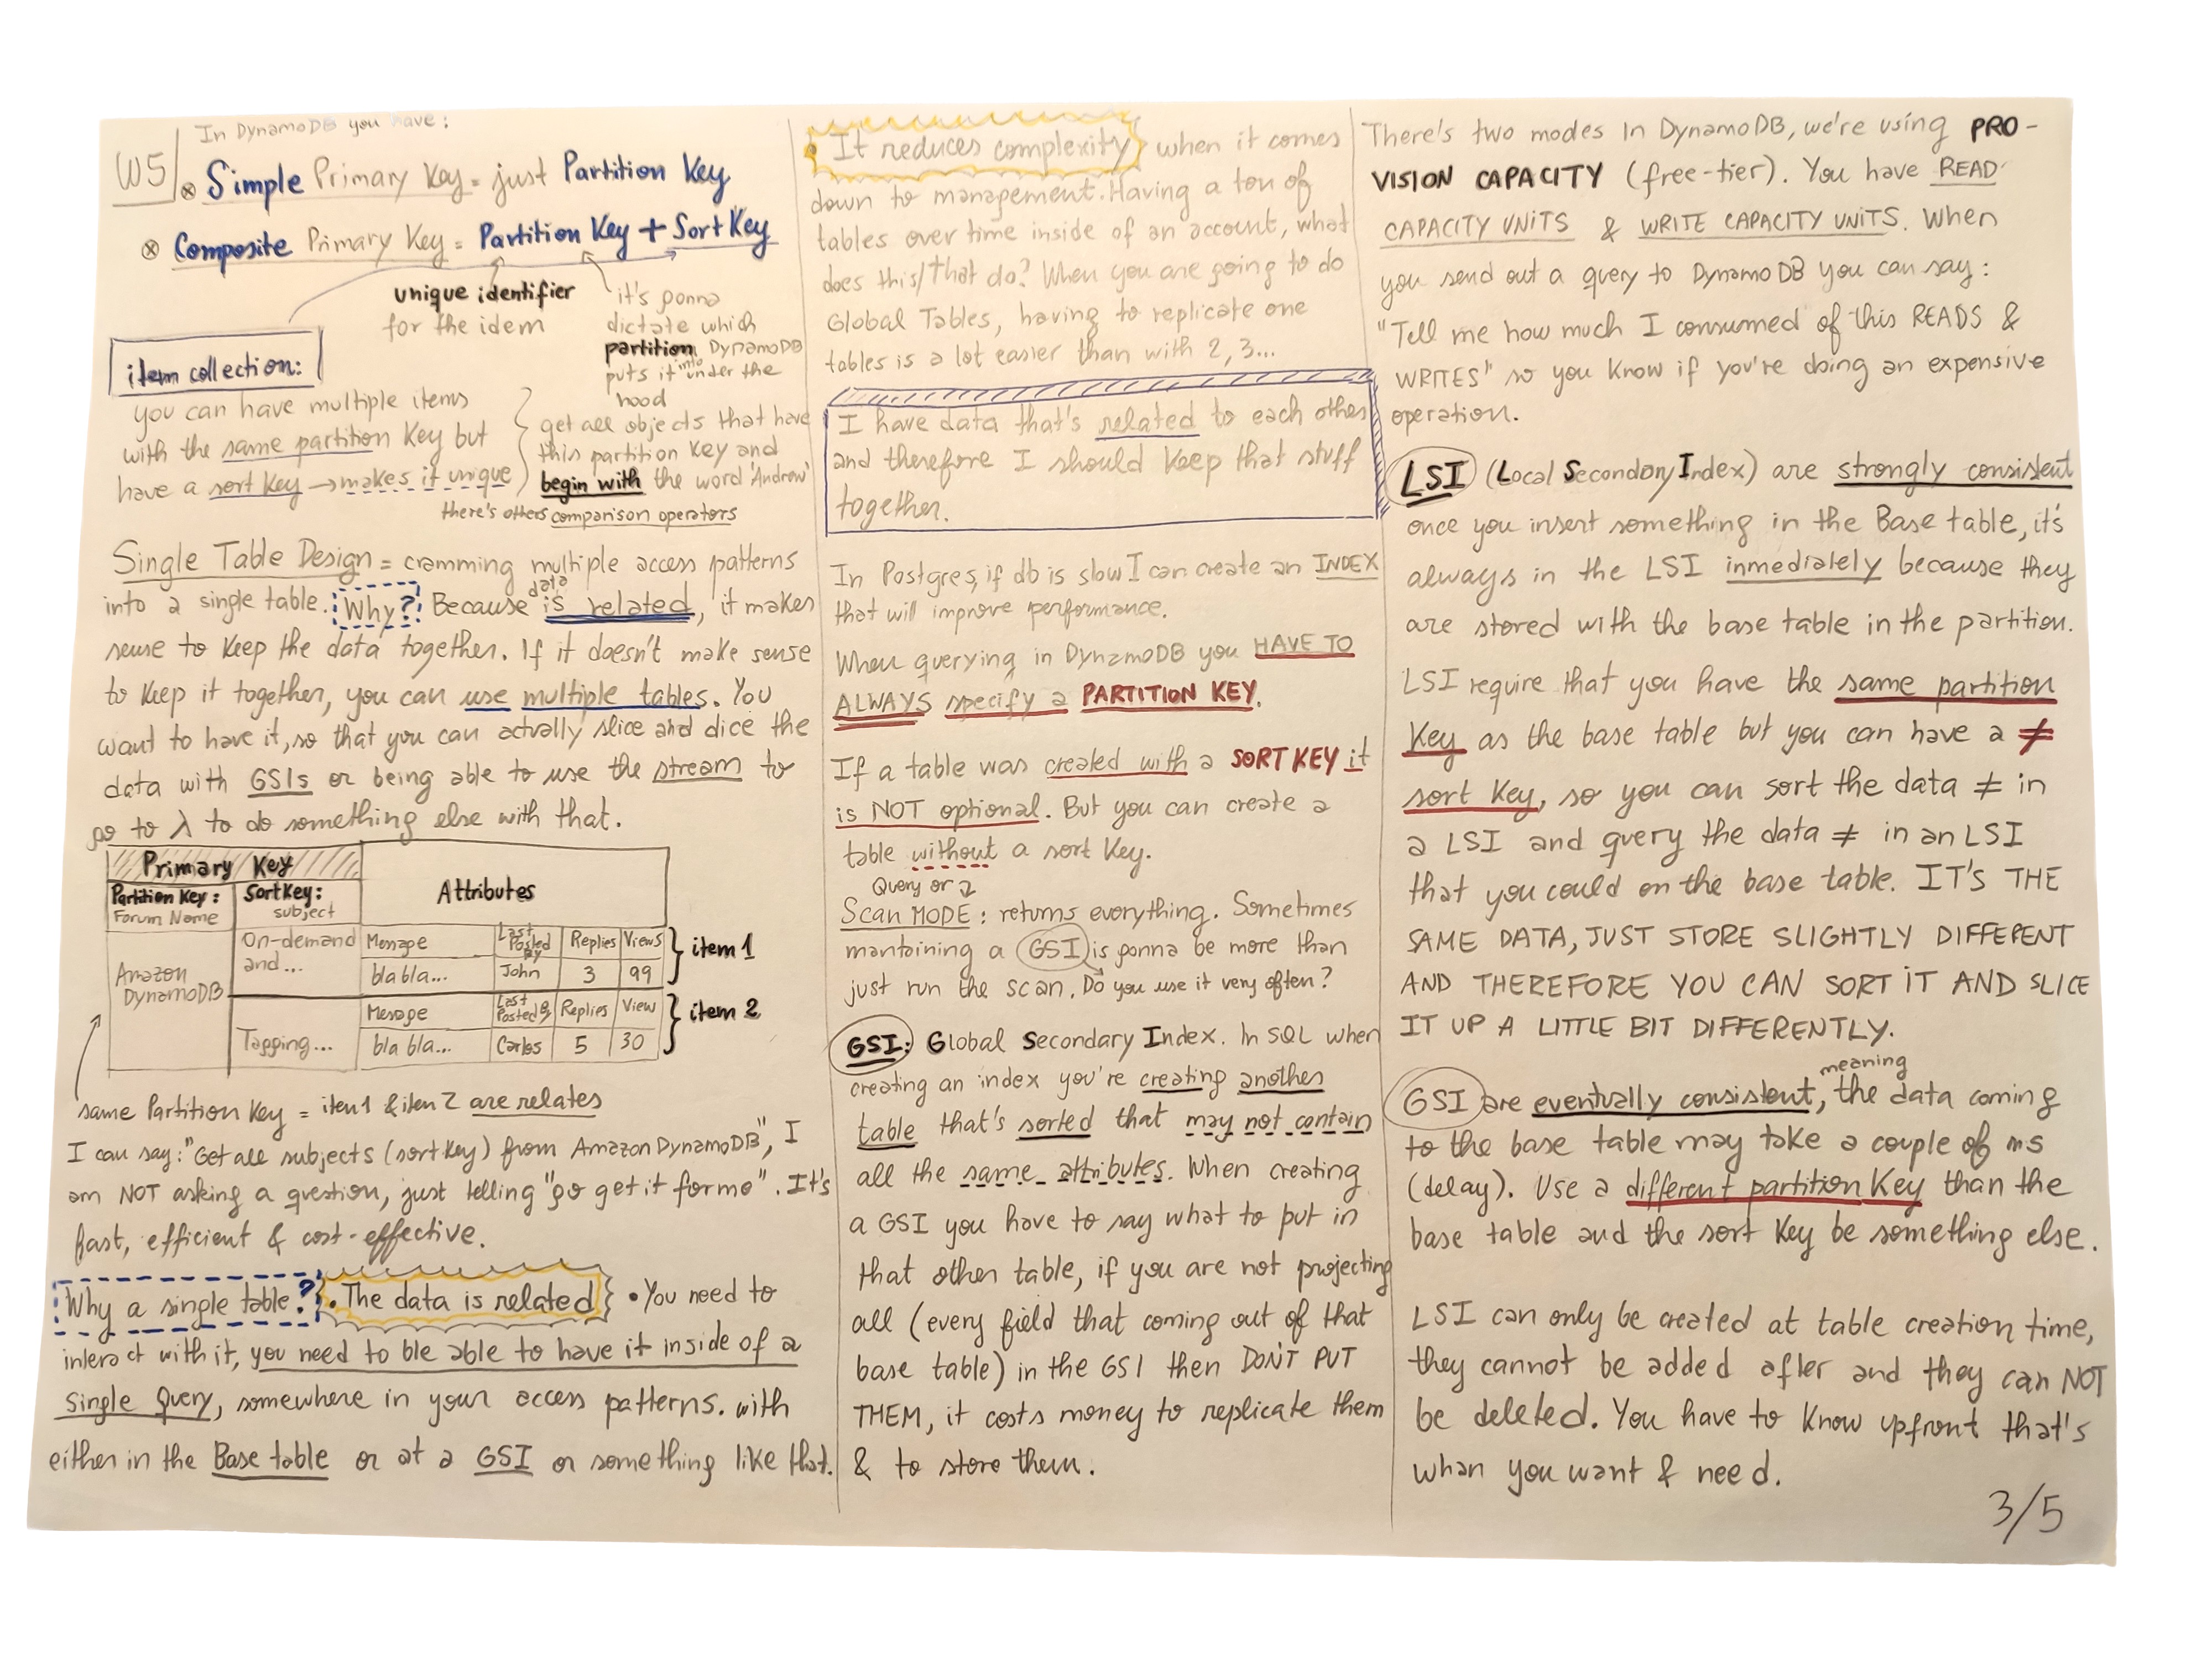 W5
In DynamoDB you have:
⊗ Simple Primary Key = just Partition Key
⊗ Composite Primary Key = Partition Key + Sort Key
unique identifier
for the idem
it's gonna
dictate which
partition DynamoDB
puts it into under the
hood
item collection:
you can have multiple items
with the same partition key but
have a sort key → makes it unique
get all objects that have
this partition key and
begin with the word 'Andrew'
there's others comparison operators
Single Table Design = cramming multiple access patterns
into a single table. Why? Because data is related, it makes
sense to keep the data together. If it doesn't make sense
to keep it together, you can use multiple tables. You
want to have it, so that you can actually slice and dice the
data with GSIs or being able to use the stream to
go to λ to do something else with that.
Primary Key
Attributes
Partition Key:
Forum Name
Sort Key:
subject
Amazon
DynamoDB
On-demand
and...
Message
Last
Posted
By
Replies
Views
bla bla...
John
3
99
item 1
Tagging...
Message
Last
Posted By
Replies
View
bla bla...
Carlos
5
30
item 2
same Partition Key = item1 & item 2 are relates
I can say: "Get all subjects (sort key) from Amazon DynamoDB", I
am NOT asking a question, just telling "go get it for me". It's
fast, efficient & cost-effective.
Why a single table? • The data is related • You need to
interact with it, you need to ble able to have it inside of a
single Query, somewhere in your access patterns. with
either in the Base table or at a GSI or something like that.
• It reduces complexity when it comes
down to management. Having a ton of
tables over time inside of an account, what
does this/that do? When you are going to do
Global Tables, having to replicate one
tables is a lot easier than with 2, 3...
I have data that's related to each other
and therefore I should keep that stuff
together.
In Postgres, if db is slow I can create an INDEX
that will improve performance.
When querying in DynamoDB you HAVE TO
ALWAYS specify a PARTITION KEY.
If a table was created with a SORT KEY it
is NOT optional. But you can create a
table without a sort key.
Query or
Scan MODE: returns everything. Sometimes
mantaining a GSI is gonna be more than
just run the scan. Do you use it very often?
GSI: Global Secondary Index. In SQL when
creating an index you're creating another
table that's sorted that may not contain
all the same attributes. When creating
a GSI you have to say what to put in
that other table, if you are not projecting
all (every field that coming out of that
base table) in the GSI then DON'T PUT
THEM, it costs money to replicate them
& to store them.
There's two modes in DynamoDB, we're using PRO-
VISION CAPACITY (free-tier). You have READ
CAPACITY UNITS & WRITE CAPACITY UNITS. When
you send out a query to DynamoDB you can say:
"Tell me how much I consumed of this READS &
WRITES" so you know if you're doing an expensive
operation.
LSI (Local Secondary Index) are strongly consistent
once you insert something in the Base table, it's
always in the LSI inmediately because they
are stored with the base table in the partition.
LSI require that you have the same partition
key as the base table but you can have a ≠
sort key, so you can sort the data ≠ in
a LSI and query the data ≠ in an LSI
that you could on the base table. IT'S THE
SAME DATA, JUST STORE SLIGHTLY DIFFERENT
AND THEREFORE YOU CAN SORT IT AND SLICE
IT UP A LITTLE BIT DIFFERENTLY.
GSI are eventually consistent, meaning the data coming
to the base table may take a couple of ms
(delay). Use a different partition key than the
base table and the sort key be something else.
LSI can only be created at table creation time,
they cannot be added after and they can NOT
be deleted. You have to know upfront that's
whan you want & need.
3/5